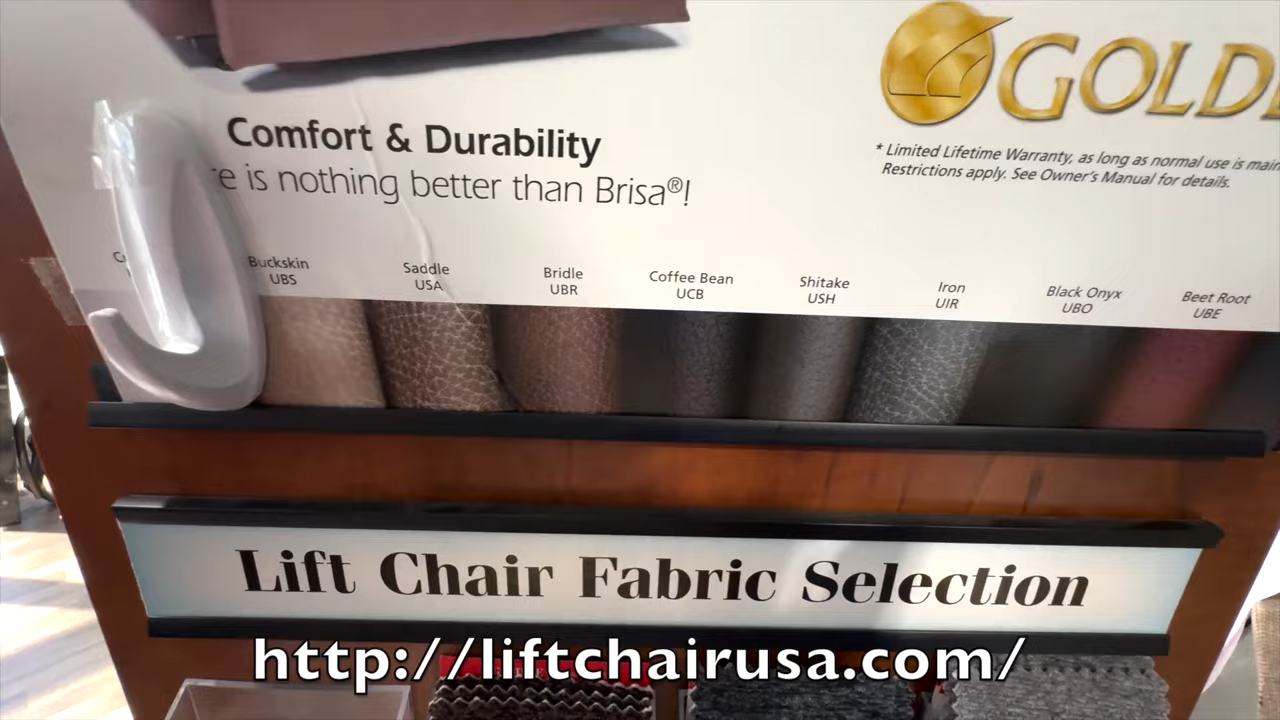 GOLD
Comfort & Durability
is nothing better than Brisa®!
* Limited Lifetime Warranty, as long as normal use is
Restrictions apply. See Owner's Manual for details.
Buckskin
UBS
Saddle
USA
Bridle
UBR
Coffee Bean
UCB
Shitake
USH
Iron
UIR
Black Onyx
UBO
Beet Root
UBE
Lift Chair Fabric Selection
http://liftchairusa.com/